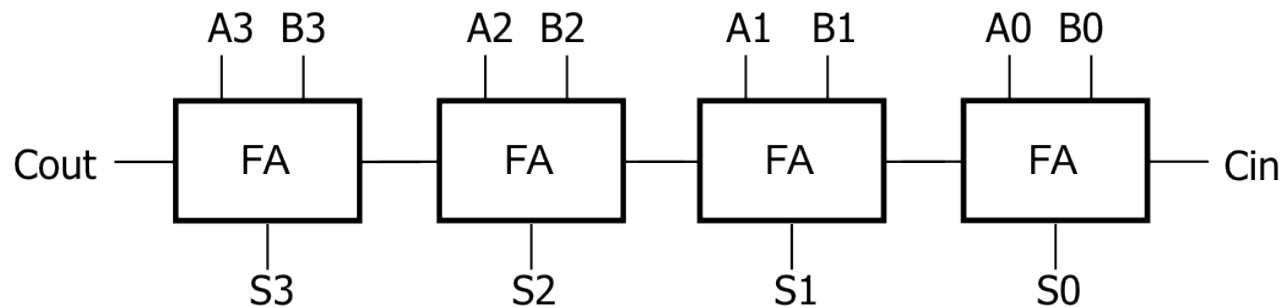 A3 B3 A2 B2 A1 B1 A0 B0
Cout FA FA FA FA Cin
S3 S2 S1 S0